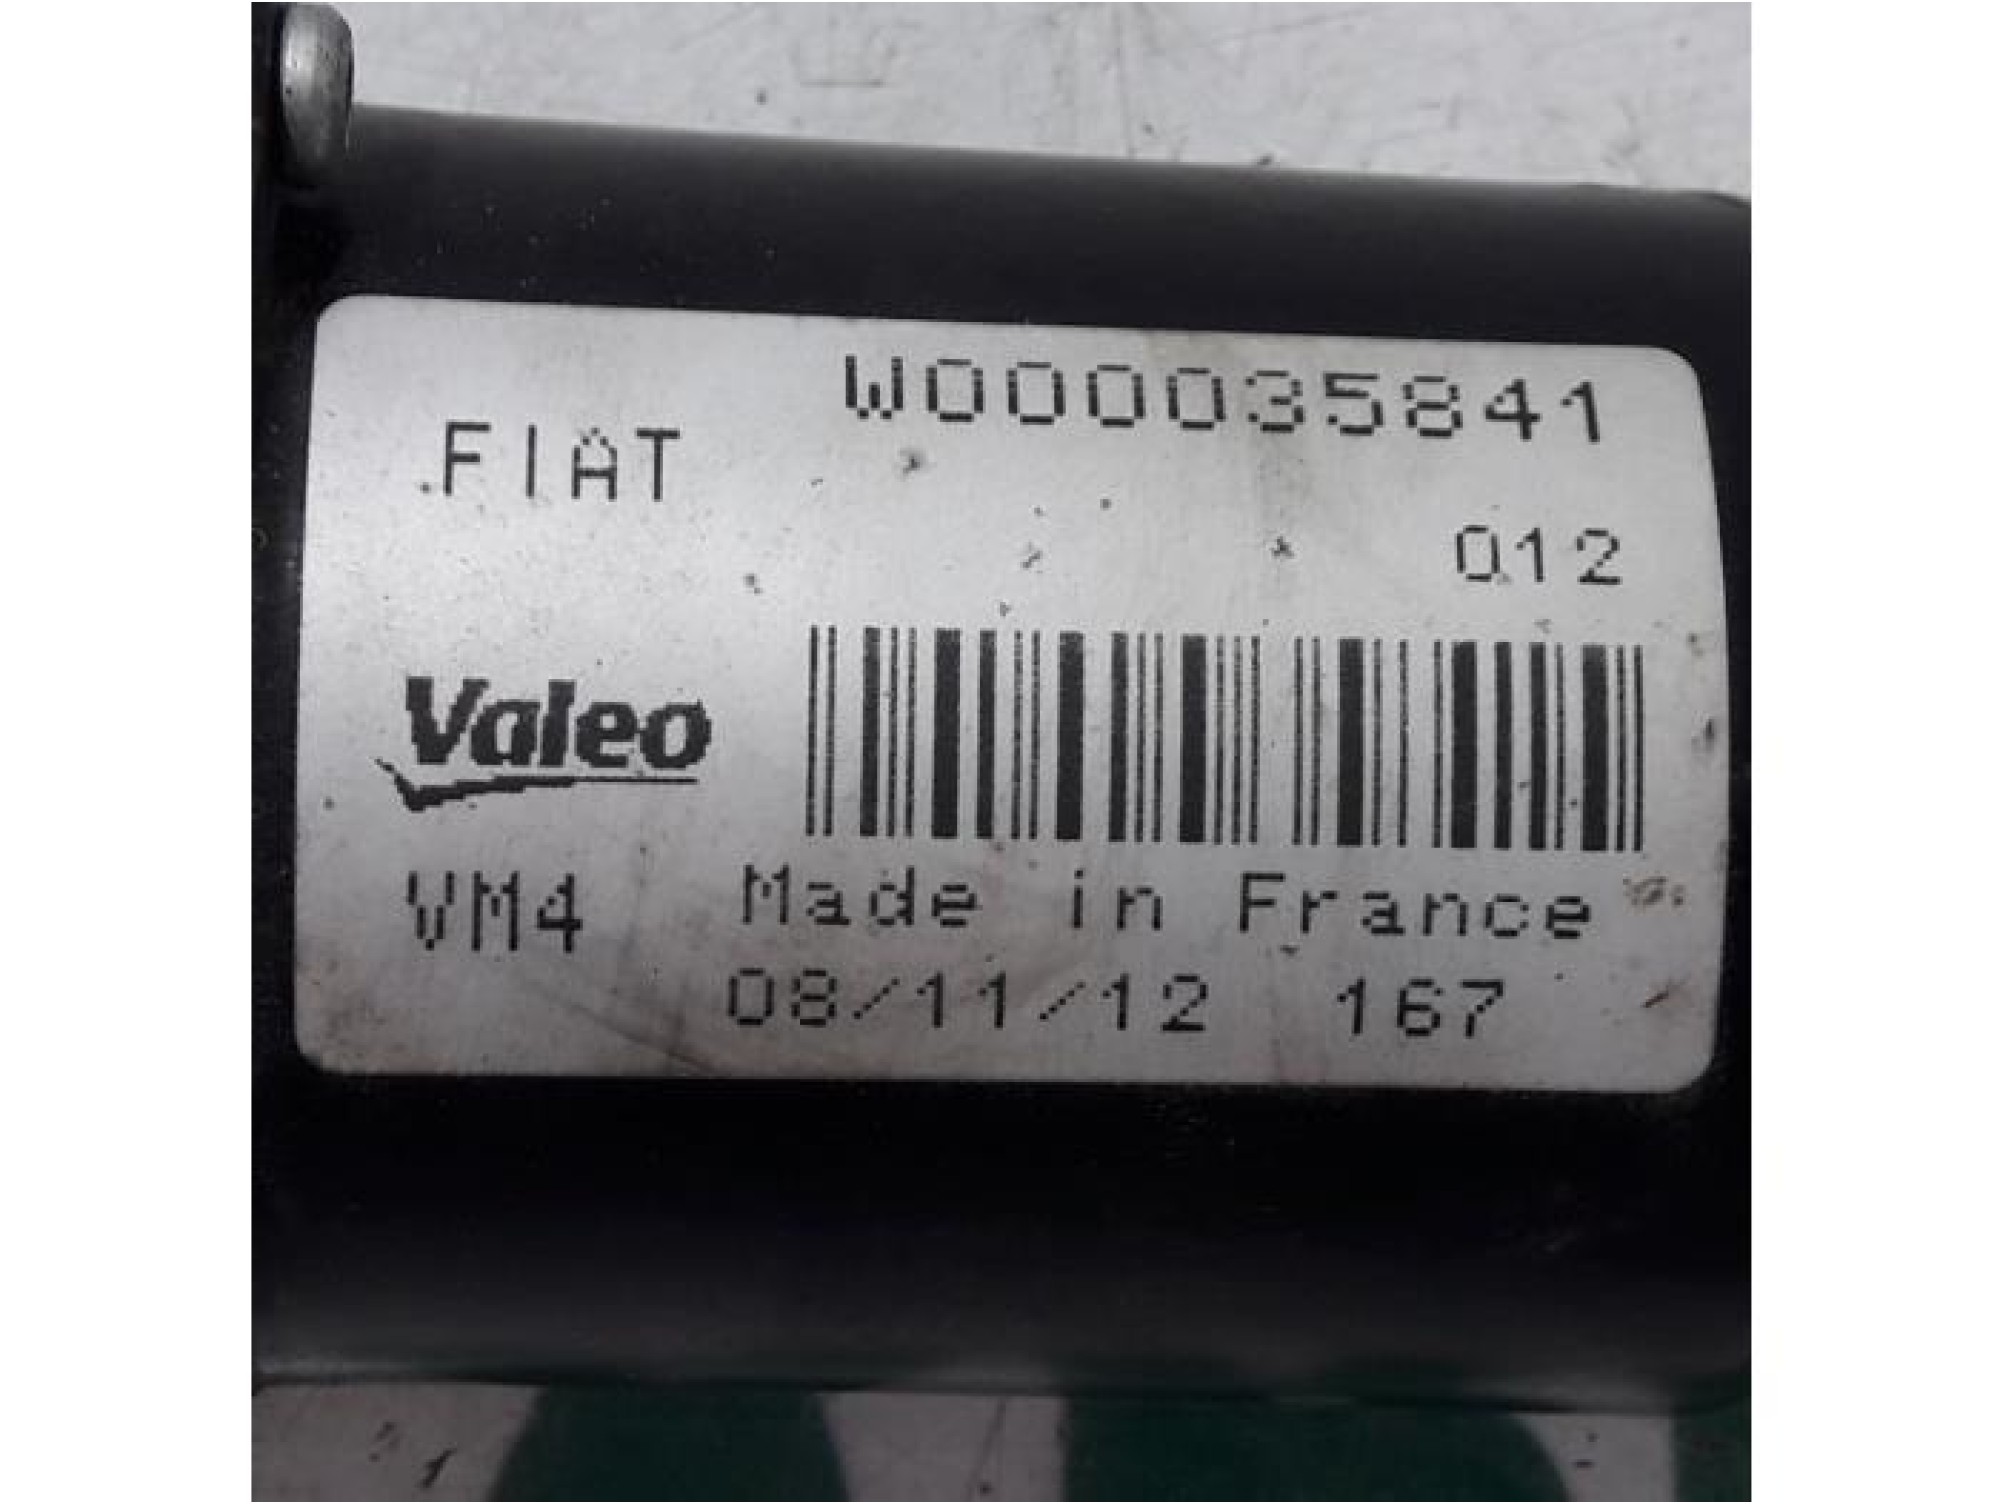 W000035841
FIAT
012
Valeo
VM4 Made in France
08/11/12 167